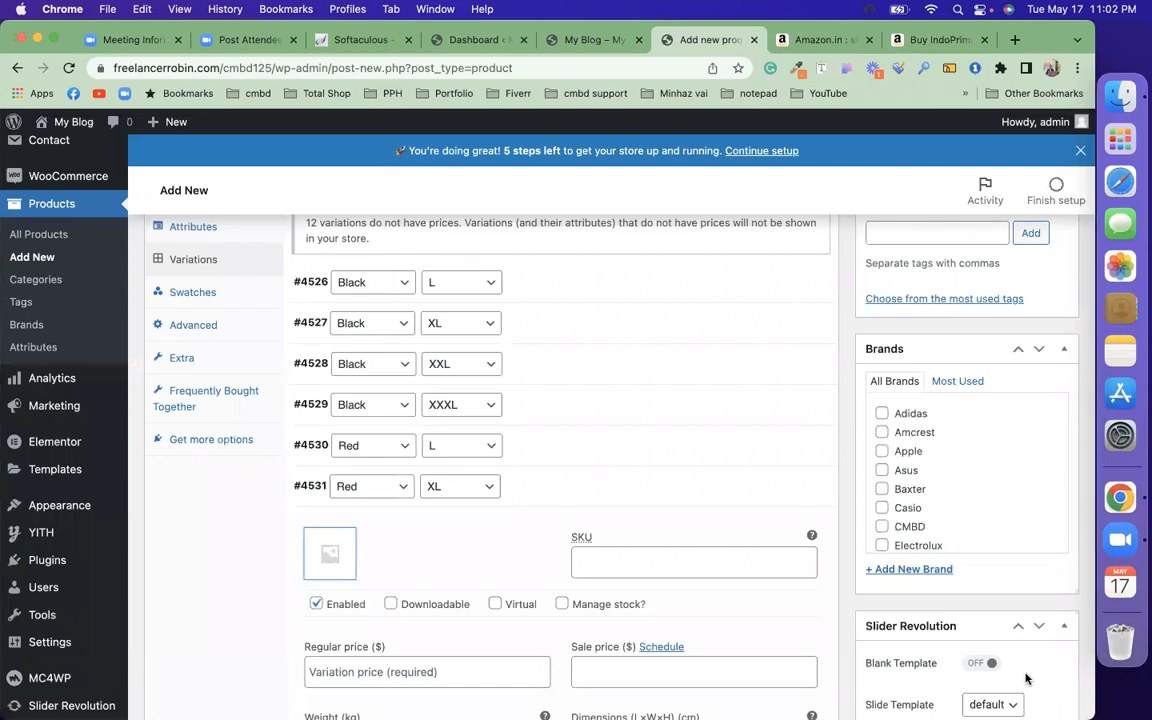 Chrome File Edit View History Bookmarks Profiles Tab Window Help Tue May 17 11:02 PM
Meeting Infor Post Attendee Softaculous - Dashboard ‹ M My Blog – My Add new prod Amazon.in : sk Buy IndoPrim
freelancerrobin.com/cmbd125/wp-admin/post-new.php?post_type=product
Apps Bookmarks cmbd Total Shop PPH Portfolio Fiverr cmbd support Minhaz vai notepad YouTube » Other Bookmarks
My Blog 0 New Howdy, admin
Contact
WooCommerce
Products
All Products
Add New
Categories
Tags
Brands
Attributes
Analytics
Marketing
Elementor
Templates
Appearance
YITH
Plugins
Users
Tools
Settings
MC4WP
Slider Revolution
You're doing great! 5 steps left to get your store up and running. Continue setup
Add New
Activity
Finish setup
Attributes
Variations
Swatches
Advanced
Extra
Frequently Bought
Together
Get more options
12 variations do not have prices. Variations (and their attributes) that do not have prices will not be shown
in your store.
#4526 Black L
#4527 Black XL
#4528 Black XXL
#4529 Black XXXL
#4530 Red L
#4531 Red XL
SKU ?
Enabled Downloadable Virtual Manage stock?
Regular price ($) Sale price ($) Schedule
Variation price (required)
Weight (kg) ? Dimensions (L×W×H) (cm) ?
Add
Separate tags with commas
Choose from the most used tags
Brands
All Brands Most Used
Adidas
Amcrest
Apple
Asus
Baxter
Casio
CMBD
Electrolux
+ Add New Brand
Slider Revolution
Blank Template OFF
Slide Template default
MAY
17